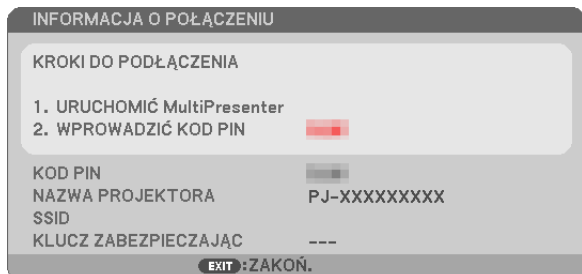 INFORMACJA O POŁĄCZENIU
KROKI DO PODŁĄCZENIA
1. URUCHOMIĆ MultiPresenter
2. WPROWADZIĆ KOD PIN
KOD PIN
NAZWA PROJEKTORA PJ-XXXXXXXXX
SSID
KLUCZ ZABEZPIECZAJĄC ---
EXIT :ZAKOŃ.